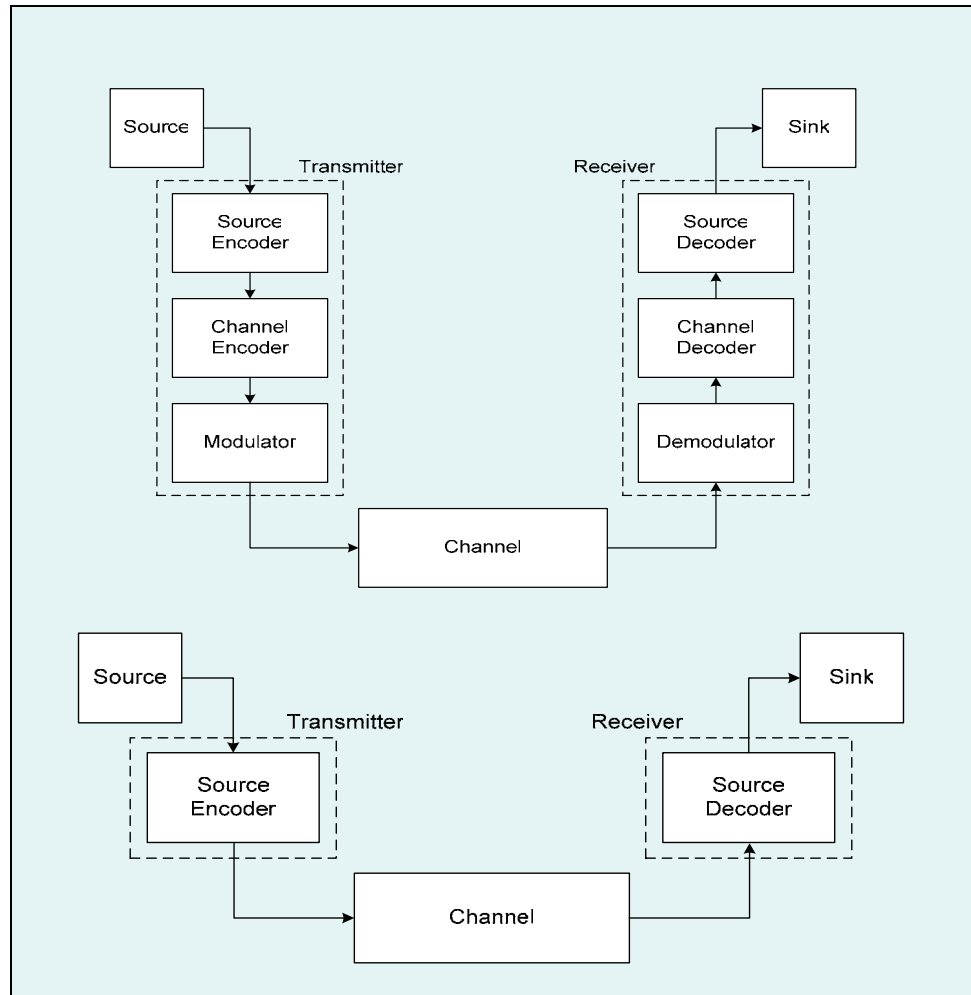 Source
Sink
Transmitter
Receiver
Source
Encoder
Source
Decoder
Channel
Encoder
Channel
Decoder
Modulator
Demodulator
Channel
Source
Sink
Transmitter
Receiver
Source
Encoder
Source
Decoder
Channel